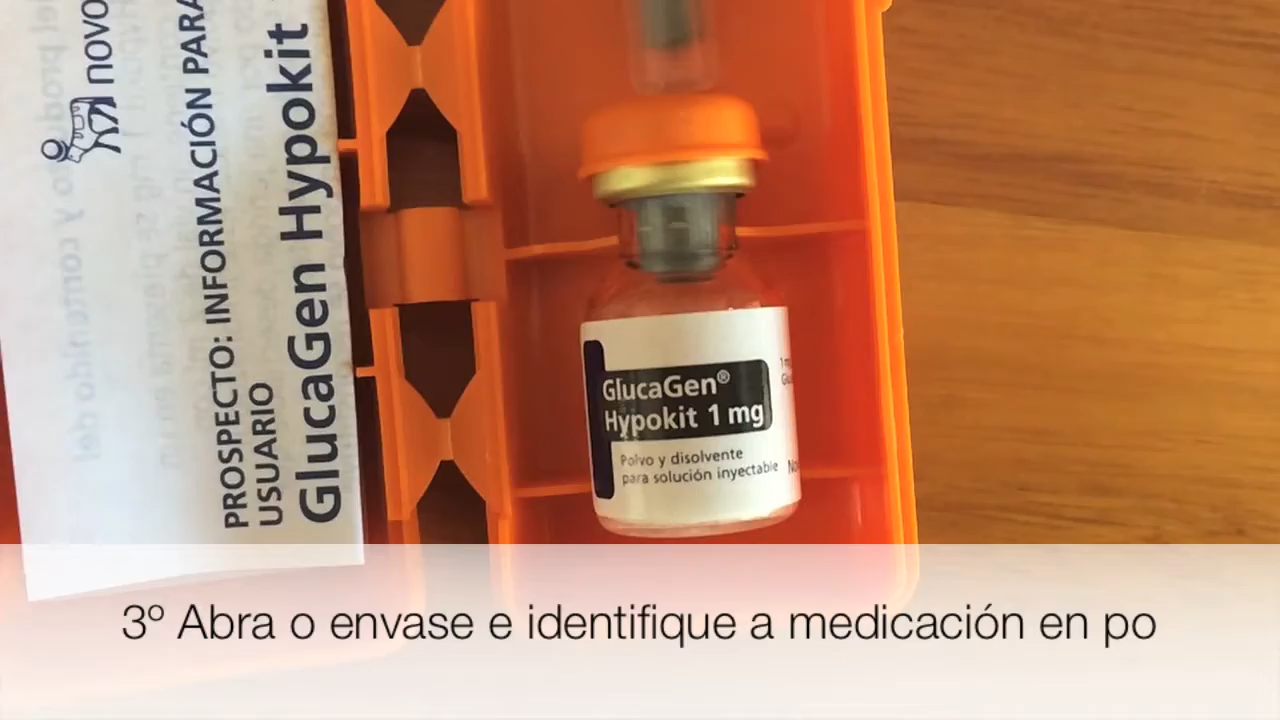 novo
PROSPECTO: INFORMACIÓN PARA
USUARIO
GlucaGen Hypokit
GlucaGen®
Hypokit 1 mg
Polvo y disolvente
para solución inyectable
3º Abra o envase e identifique a medicación en po